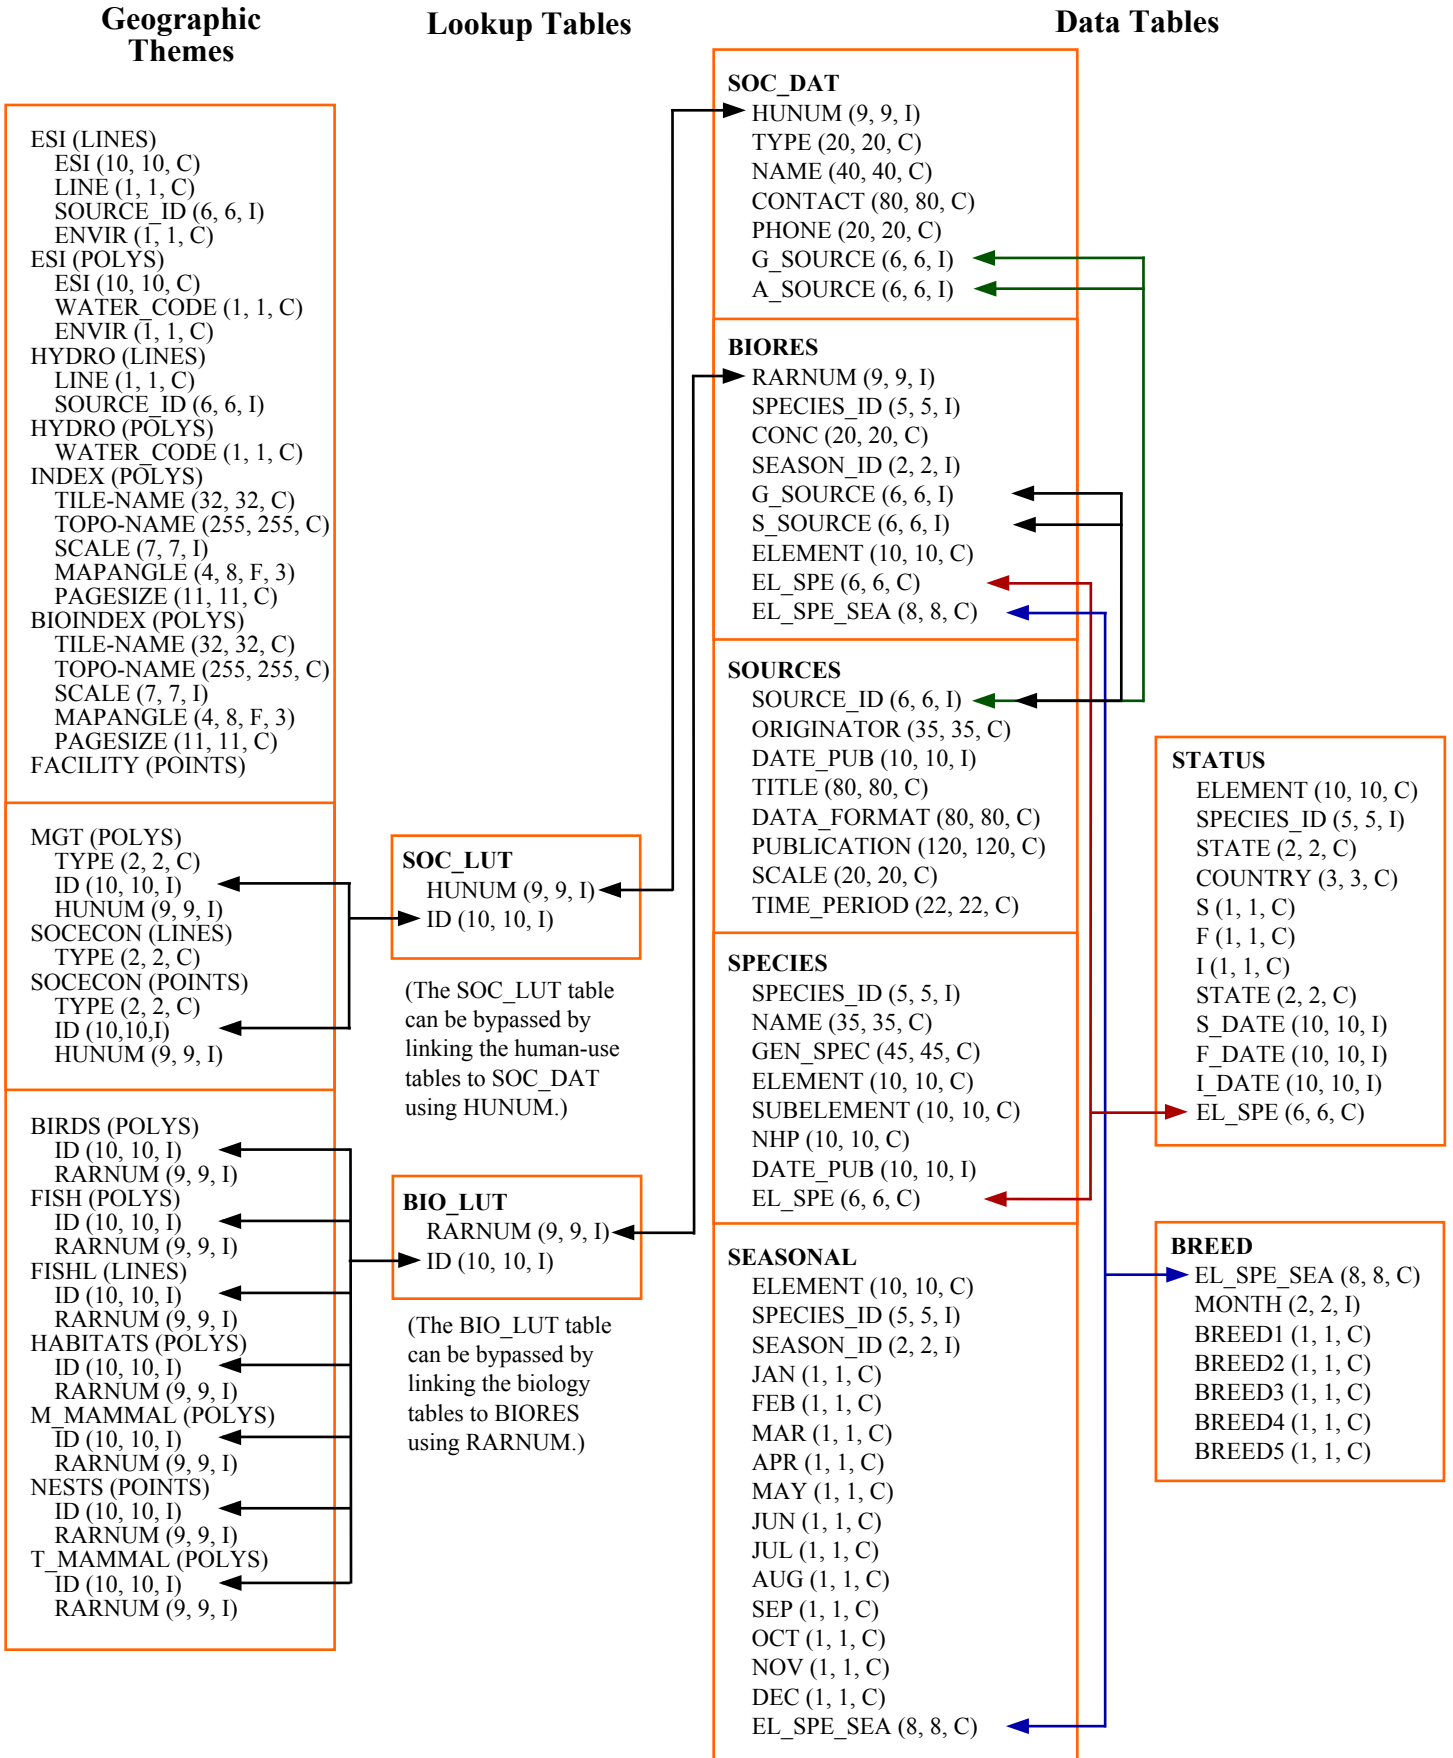 Geographic
Themes
Lookup Tables
Data Tables
ESI (LINES)
ESI (10, 10, C)
LINE (1, 1, C)
SOURCE_ID (6, 6, I)
ENVIR (1, 1, C)
ESI (POLYS)
ESI (10, 10, C)
WATER_CODE (1, 1, C)
ENVIR (1, 1, C)
HYDRO (LINES)
LINE (1, 1, C)
SOURCE_ID (6, 6, I)
HYDRO (POLYS)
WATER_CODE (1, 1, C)
INDEX (POLYS)
TILE-NAME (32, 32, C)
TOPO-NAME (255, 255, C)
SCALE (7, 7, I)
MAPANGLE (4, 8, F, 3)
PAGESIZE (11, 11, C)
BIOINDEX (POLYS)
TILE-NAME (32, 32, C)
TOPO-NAME (255, 255, C)
SCALE (7, 7, I)
MAPANGLE (4, 8, F, 3)
PAGESIZE (11, 11, C)
FACILITY (POINTS)
MGT (POLYS)
TYPE (2, 2, C)
ID (10, 10, I)
HUNUM (9, 9, I)
SOCECON (LINES)
TYPE (2, 2, C)
SOCECON (POINTS)
TYPE (2, 2, C)
ID (10,10,I)
HUNUM (9, 9, I)
BIRDS (POLYS)
ID (10, 10, I)
RARNUM (9, 9, I)
FISH (POLYS)
ID (10, 10, I)
RARNUM (9, 9, I)
FISHL (LINES)
ID (10, 10, I)
RARNUM (9, 9, I)
HABITATS (POLYS)
ID (10, 10, I)
RARNUM (9, 9, I)
M_MAMMAL (POLYS)
ID (10, 10, I)
RARNUM (9, 9, I)
NESTS (POINTS)
ID (10, 10, I)
RARNUM (9, 9, I)
T_MAMMAL (POLYS)
ID (10, 10, I)
RARNUM (9, 9, I)
SOC_LUT
HUNUM (9, 9, I)
ID (10, 10, I)
(The SOC_LUT table
can be bypassed by
linking the human-use
tables to SOC_DAT
using HUNUM.)
BIO_LUT
RARNUM (9, 9, I)
ID (10, 10, I)
(The BIO_LUT table
can be bypassed by
linking the biology
tables to BIORES
using RARNUM.)
SOC_DAT
HUNUM (9, 9, I)
TYPE (20, 20, C)
NAME (40, 40, C)
CONTACT (80, 80, C)
PHONE (20, 20, C)
G_SOURCE (6, 6, I)
A_SOURCE (6, 6, I)
BIORES
RARNUM (9, 9, I)
SPECIES_ID (5, 5, I)
CONC (20, 20, C)
SEASON_ID (2, 2, I)
G_SOURCE (6, 6, I)
S_SOURCE (6, 6, I)
ELEMENT (10, 10, C)
EL_SPE (6, 6, C)
EL_SPE_SEA (8, 8, C)
SOURCES
SOURCE_ID (6, 6, I)
ORIGINATOR (35, 35, C)
DATE_PUB (10, 10, I)
TITLE (80, 80, C)
DATA_FORMAT (80, 80, C)
PUBLICATION (120, 120, C)
SCALE (20, 20, C)
TIME_PERIOD (22, 22, C)
SPECIES
SPECIES_ID (5, 5, I)
NAME (35, 35, C)
GEN_SPEC (45, 45, C)
ELEMENT (10, 10, C)
SUBELEMENT (10, 10, C)
NHP (10, 10, C)
DATE_PUB (10, 10, I)
EL_SPE (6, 6, C)
SEASONAL
ELEMENT (10, 10, C)
SPECIES_ID (5, 5, I)
SEASON_ID (2, 2, I)
JAN (1, 1, C)
FEB (1, 1, C)
MAR (1, 1, C)
APR (1, 1, C)
MAY (1, 1, C)
JUN (1, 1, C)
JUL (1, 1, C)
AUG (1, 1, C)
SEP (1, 1, C)
OCT (1, 1, C)
NOV (1, 1, C)
DEC (1, 1, C)
EL_SPE_SEA (8, 8, C)
STATUS
ELEMENT (10, 10, C)
SPECIES_ID (5, 5, I)
STATE (2, 2, C)
COUNTRY (3, 3, C)
S (1, 1, C)
F (1, 1, C)
I (1, 1, C)
STATE (2, 2, C)
S_DATE (10, 10, I)
F_DATE (10, 10, I)
I_DATE (10, 10, I)
EL_SPE (6, 6, C)
BREED
EL_SPE_SEA (8, 8, C)
MONTH (2, 2, I)
BREED1 (1, 1, C)
BREED2 (1, 1, C)
BREED3 (1, 1, C)
BREED4 (1, 1, C)
BREED5 (1, 1, C)